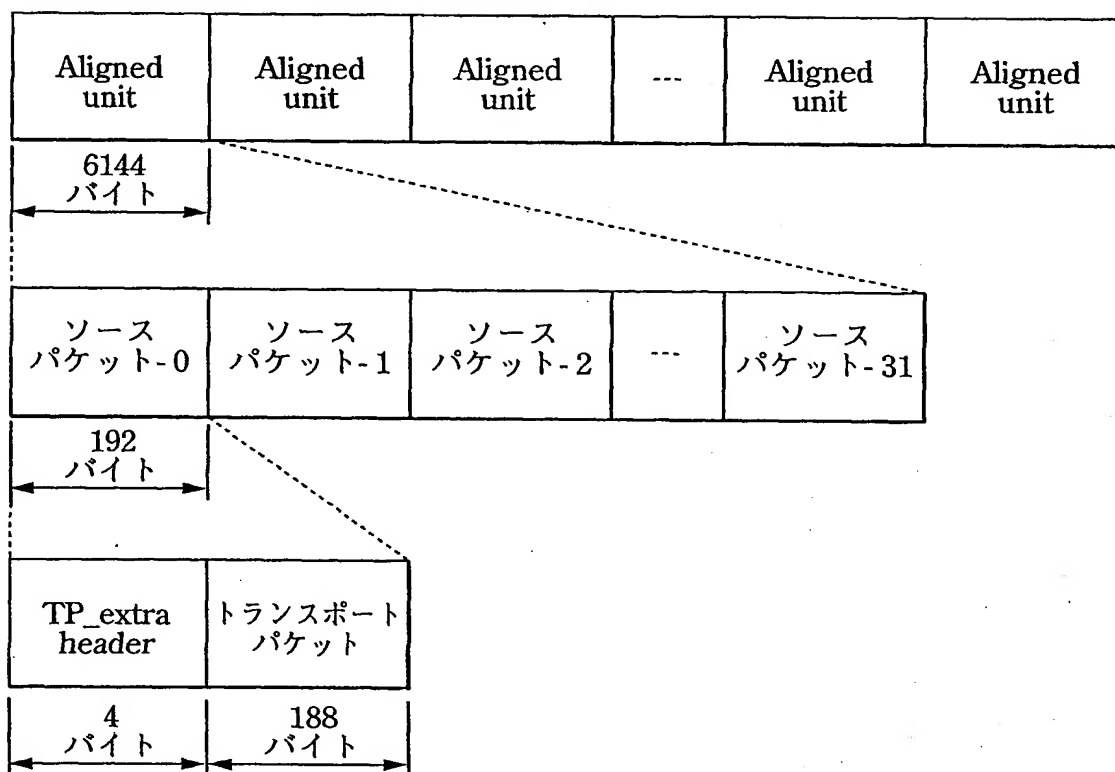 Aligned
unit
Aligned
unit
Aligned
unit
---
Aligned
unit
Aligned
unit
6144
バイト
ソース
パケット-0
ソース
パケット-1
ソース
パケット-2
---
ソース
パケット-31
192
バイト
TP_extra
header
トランスポート
パケット
4
バイト
188
バイト